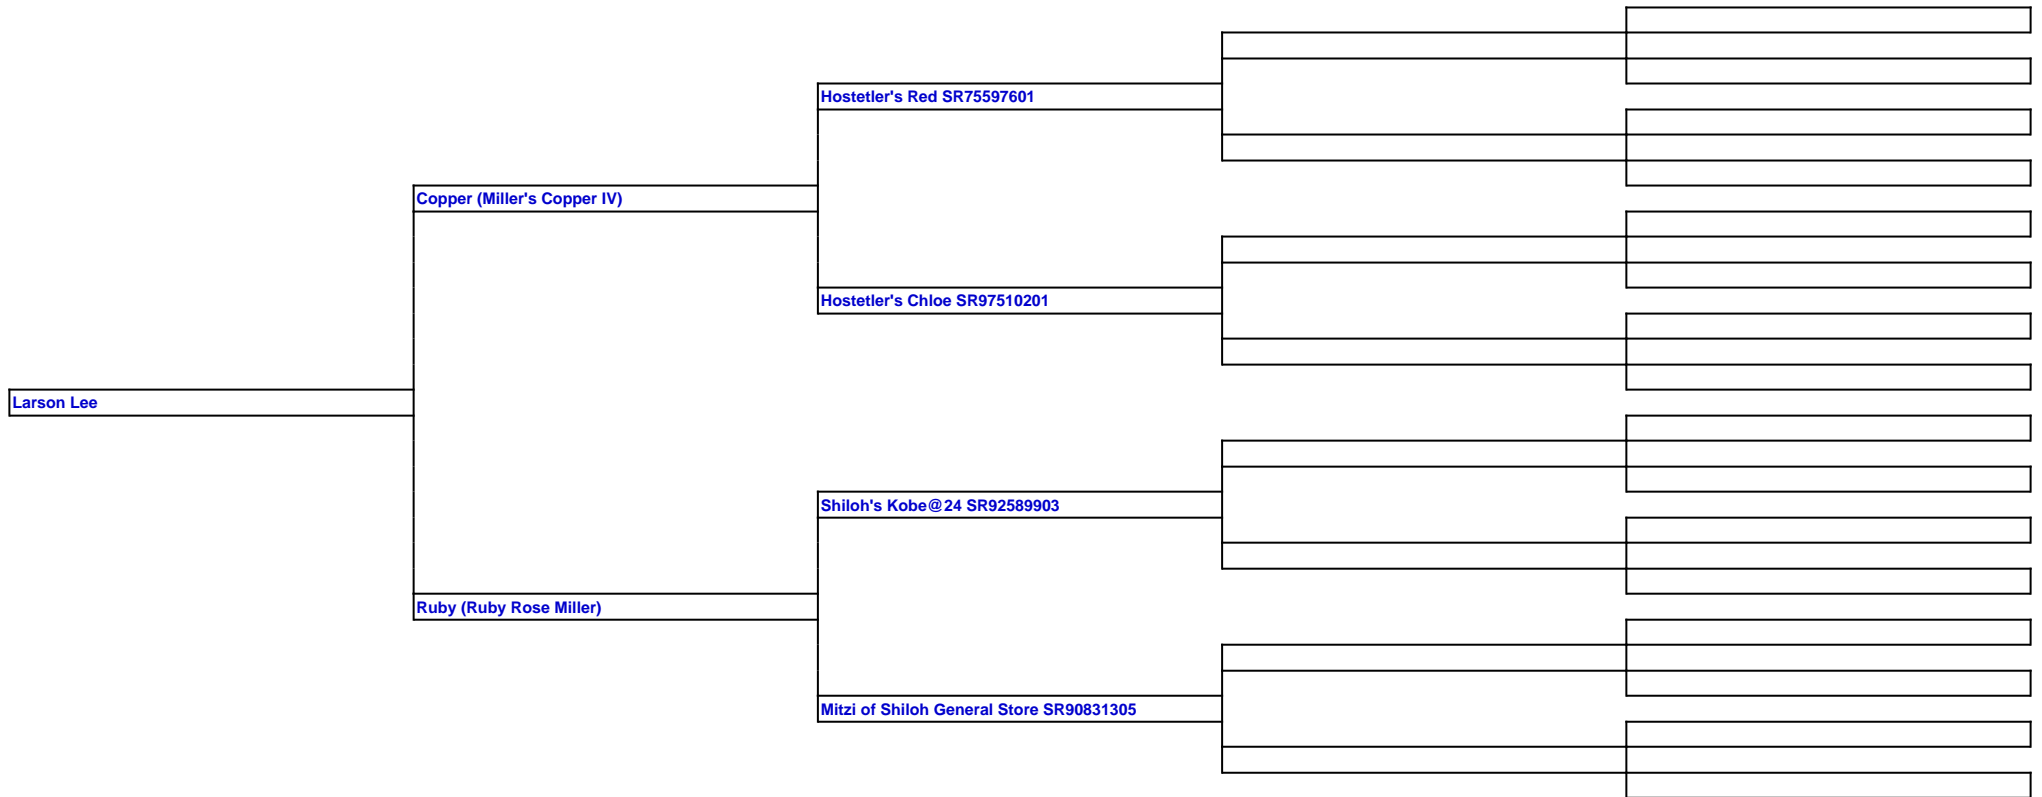 Hostetler's Red SR75597601
Copper (Miller's Copper IV)
Hostetler's Chloe SR97510201
Larson Lee
Shiloh's Kobe@24 SR92589903
Ruby (Ruby Rose Miller)
Mitzi of Shiloh General Store SR90831305